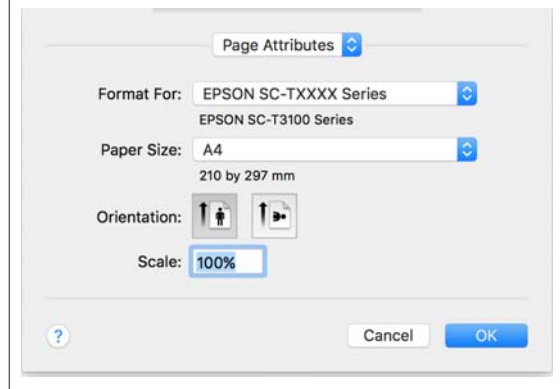 Page Attributes
Format For: EPSON SC-TXXXX Series
EPSON SC-T3100 Series
Paper Size: A4
210 by 297 mm
Orientation:
Scale: 100%
? Cancel OK